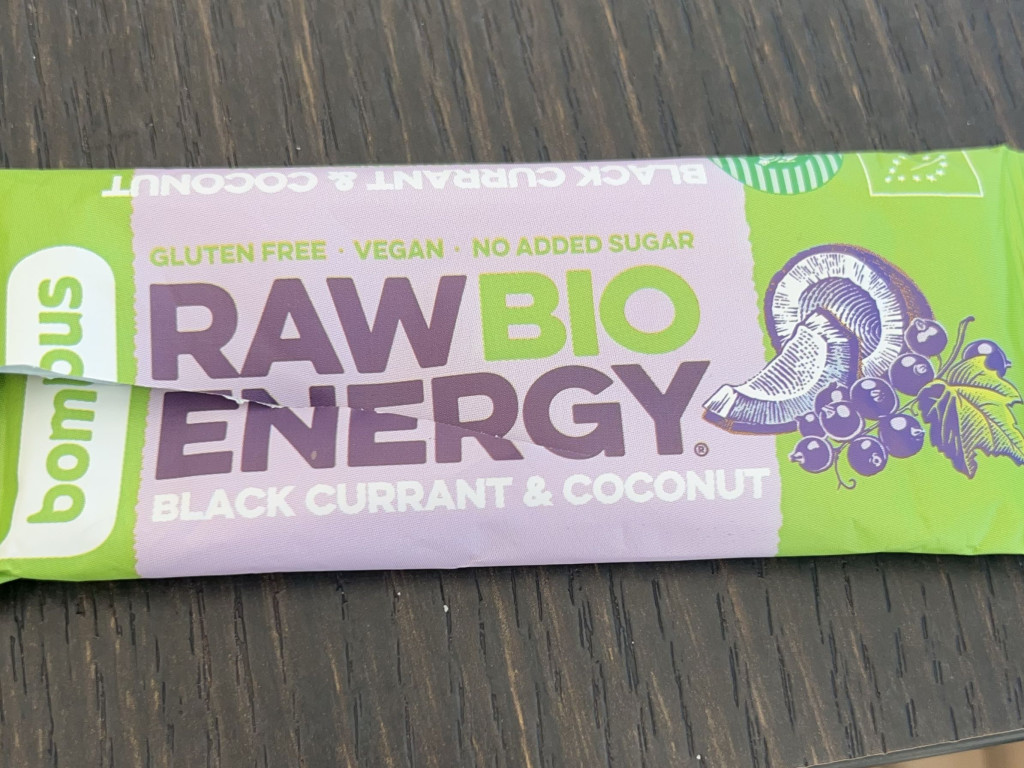 BLACK CURRANT & COCONUT
bombus
GLUTEN FREE · VEGAN · NO ADDED SUGAR
RAW BIO
ENERGY®
BLACK CURRANT & COCONUT